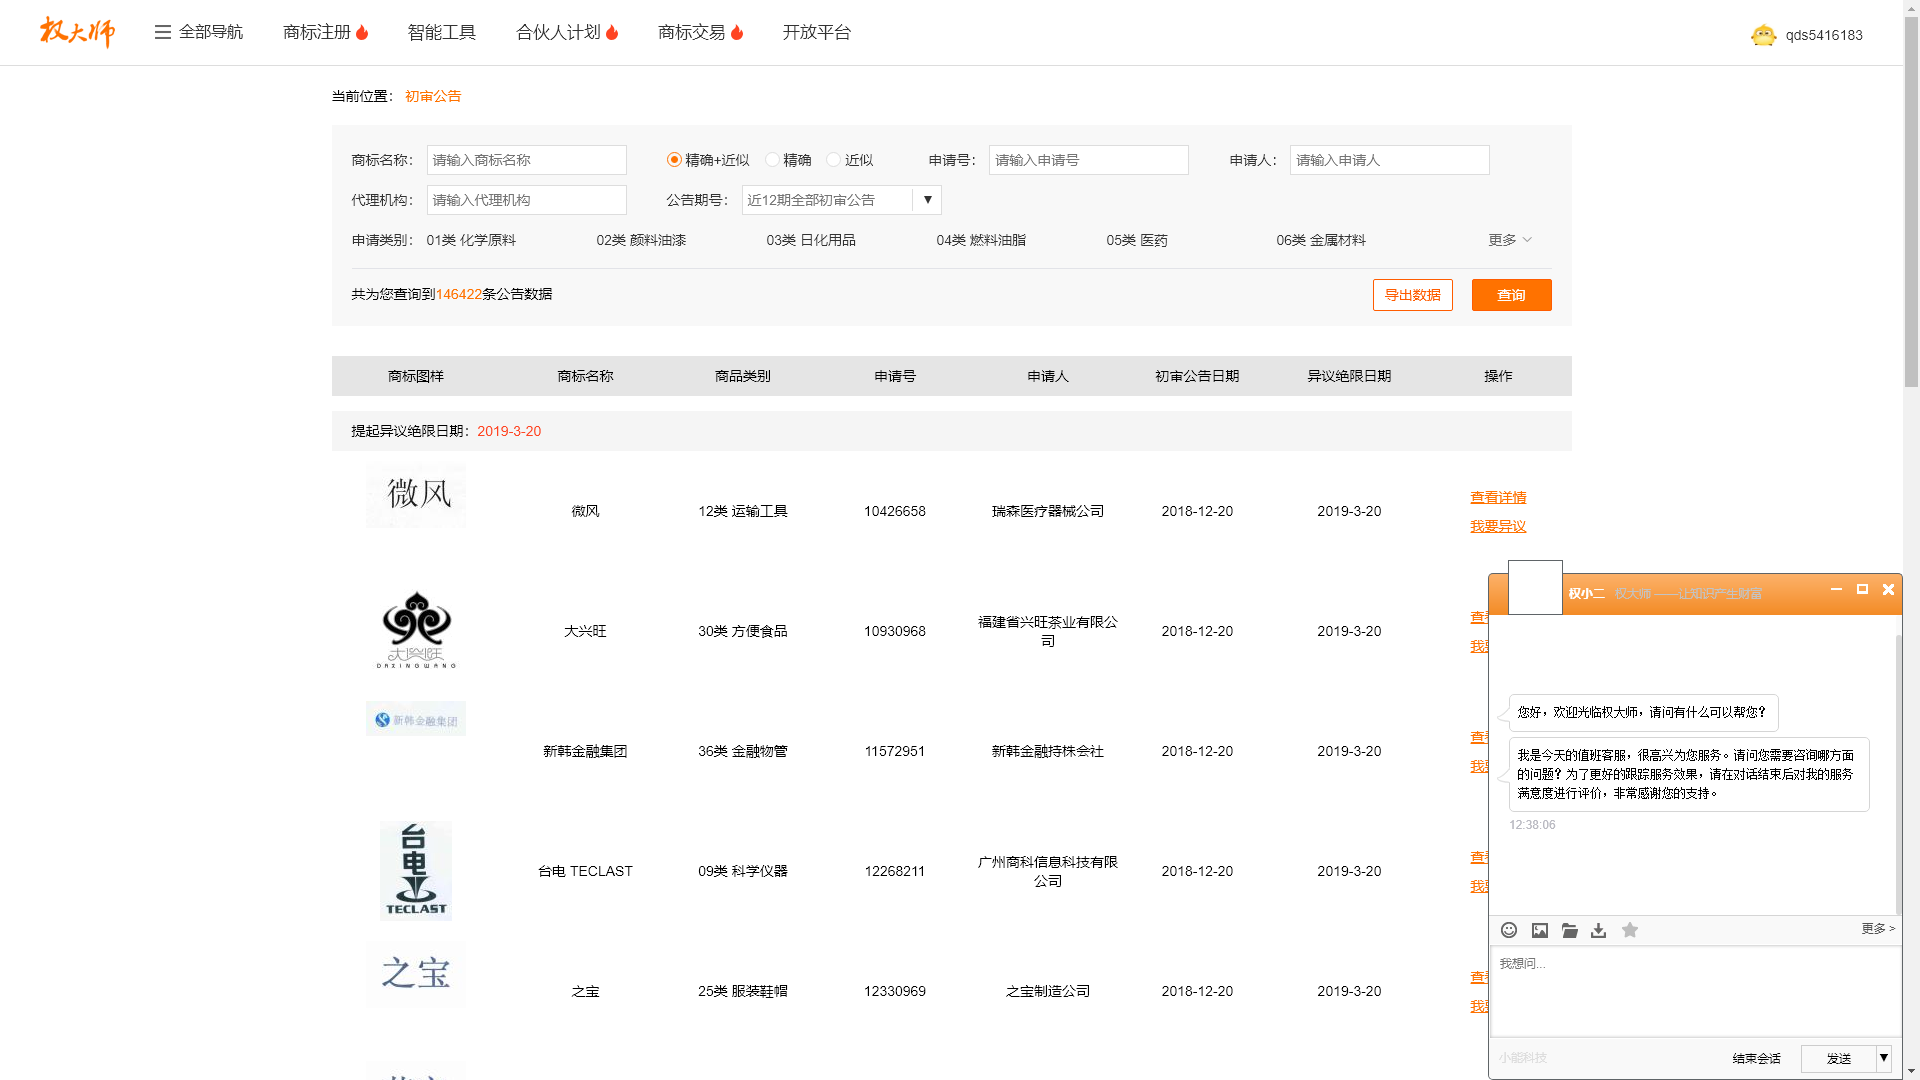 权大师
全部导航
商标注册
智能工具
合伙人计划
商标交易
开放平台
qds5416183
当前位置： 初审公告
商标名称： 请输入商标名称
精确+近似 精确 近似
申请号： 请输入申请号
申请人： 请输入申请人
代理机构： 请输入代理机构
公告期号： 近12期全部初审公告 ▼
申请类别： 01类 化学原料 02类 颜料油漆 03类 日化用品 04类 燃料油脂 05类 医药 06类 金属材料 更多
共为您查询到146422条公告数据
导出数据 查询
商标图样 商标名称 商品类别 申请号 申请人 初审公告日期 异议绝限日期 操作
提起异议绝限日期：2019-3-20
微风
微风 12类 运输工具 10426658 瑞森医疗器械公司 2018-12-20 2019-3-20
查看详情
我要异议
大兴旺
DAXINGWANG
大兴旺 30类 方便食品 10930968 福建省兴旺茶业有限公
司
2018-12-20 2019-3-20
新韩金融集团
新韩金融集团 36类 金融物管 11572951 新韩金融持株会社 2018-12-20 2019-3-20
台电
TECLAST
台电 TECLAST 09类 科学仪器 12268211 广州商科信息科技有限
公司
2018-12-20 2019-3-20
之宝
之宝 25类 服装鞋帽 12330969 之宝制造公司 2018-12-20 2019-3-20
权小二 权大师 ——让知识产生财富
您好，欢迎光临权大师，请问有什么可以帮您？
我是今天的值班客服，很高兴为您服务。请问您需要咨询哪方面
的问题？为了更好的跟踪服务效果，请在对话结束后对我的服务
满意度进行评价，非常感谢您的支持。
12:38:06
更多 >
我想问...
小能科技
结束会话
发送 ▼